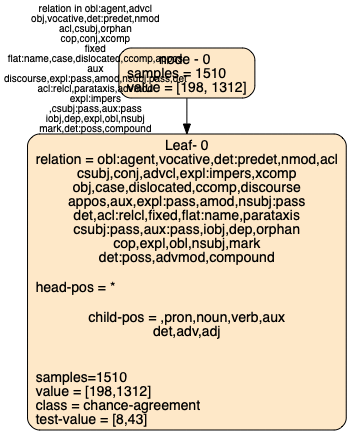 relation in obl:agent,advcl
obj,vocative,det:predet,nmod
acl,csubj,orphan
cop,conj,xcomp
fixed
flat:name,case,dislocated,ccomp,appos
aux
discourse,expl:pass,amod,nsubj:pass,det
acl:relcl,parataxis,advmod
expl:impers
,csubj:pass,aux:pass
iobj,dep,expl,obl,nsubj
mark,det:poss,compound
node - 0
samples = 1510
value = [198, 1312]
Leaf- 0
relation = obl:agent,vocative,det:predet,nmod,acl
csubj,conj,advcl,expl:impers,xcomp
obj,case,dislocated,ccomp,discourse
appos,aux,expl:pass,amod,nsubj:pass
det,acl:relcl,fixed,flat:name,parataxis
csubj:pass,aux:pass,iobj,dep,orphan
cop,expl,obl,nsubj,mark
det:poss,advmod,compound
head-pos = *
child-pos = ,pron,noun,verb,aux
det,adv,adj
samples=1510
value = [198,1312]
class = chance-agreement
test-value = [8,43]